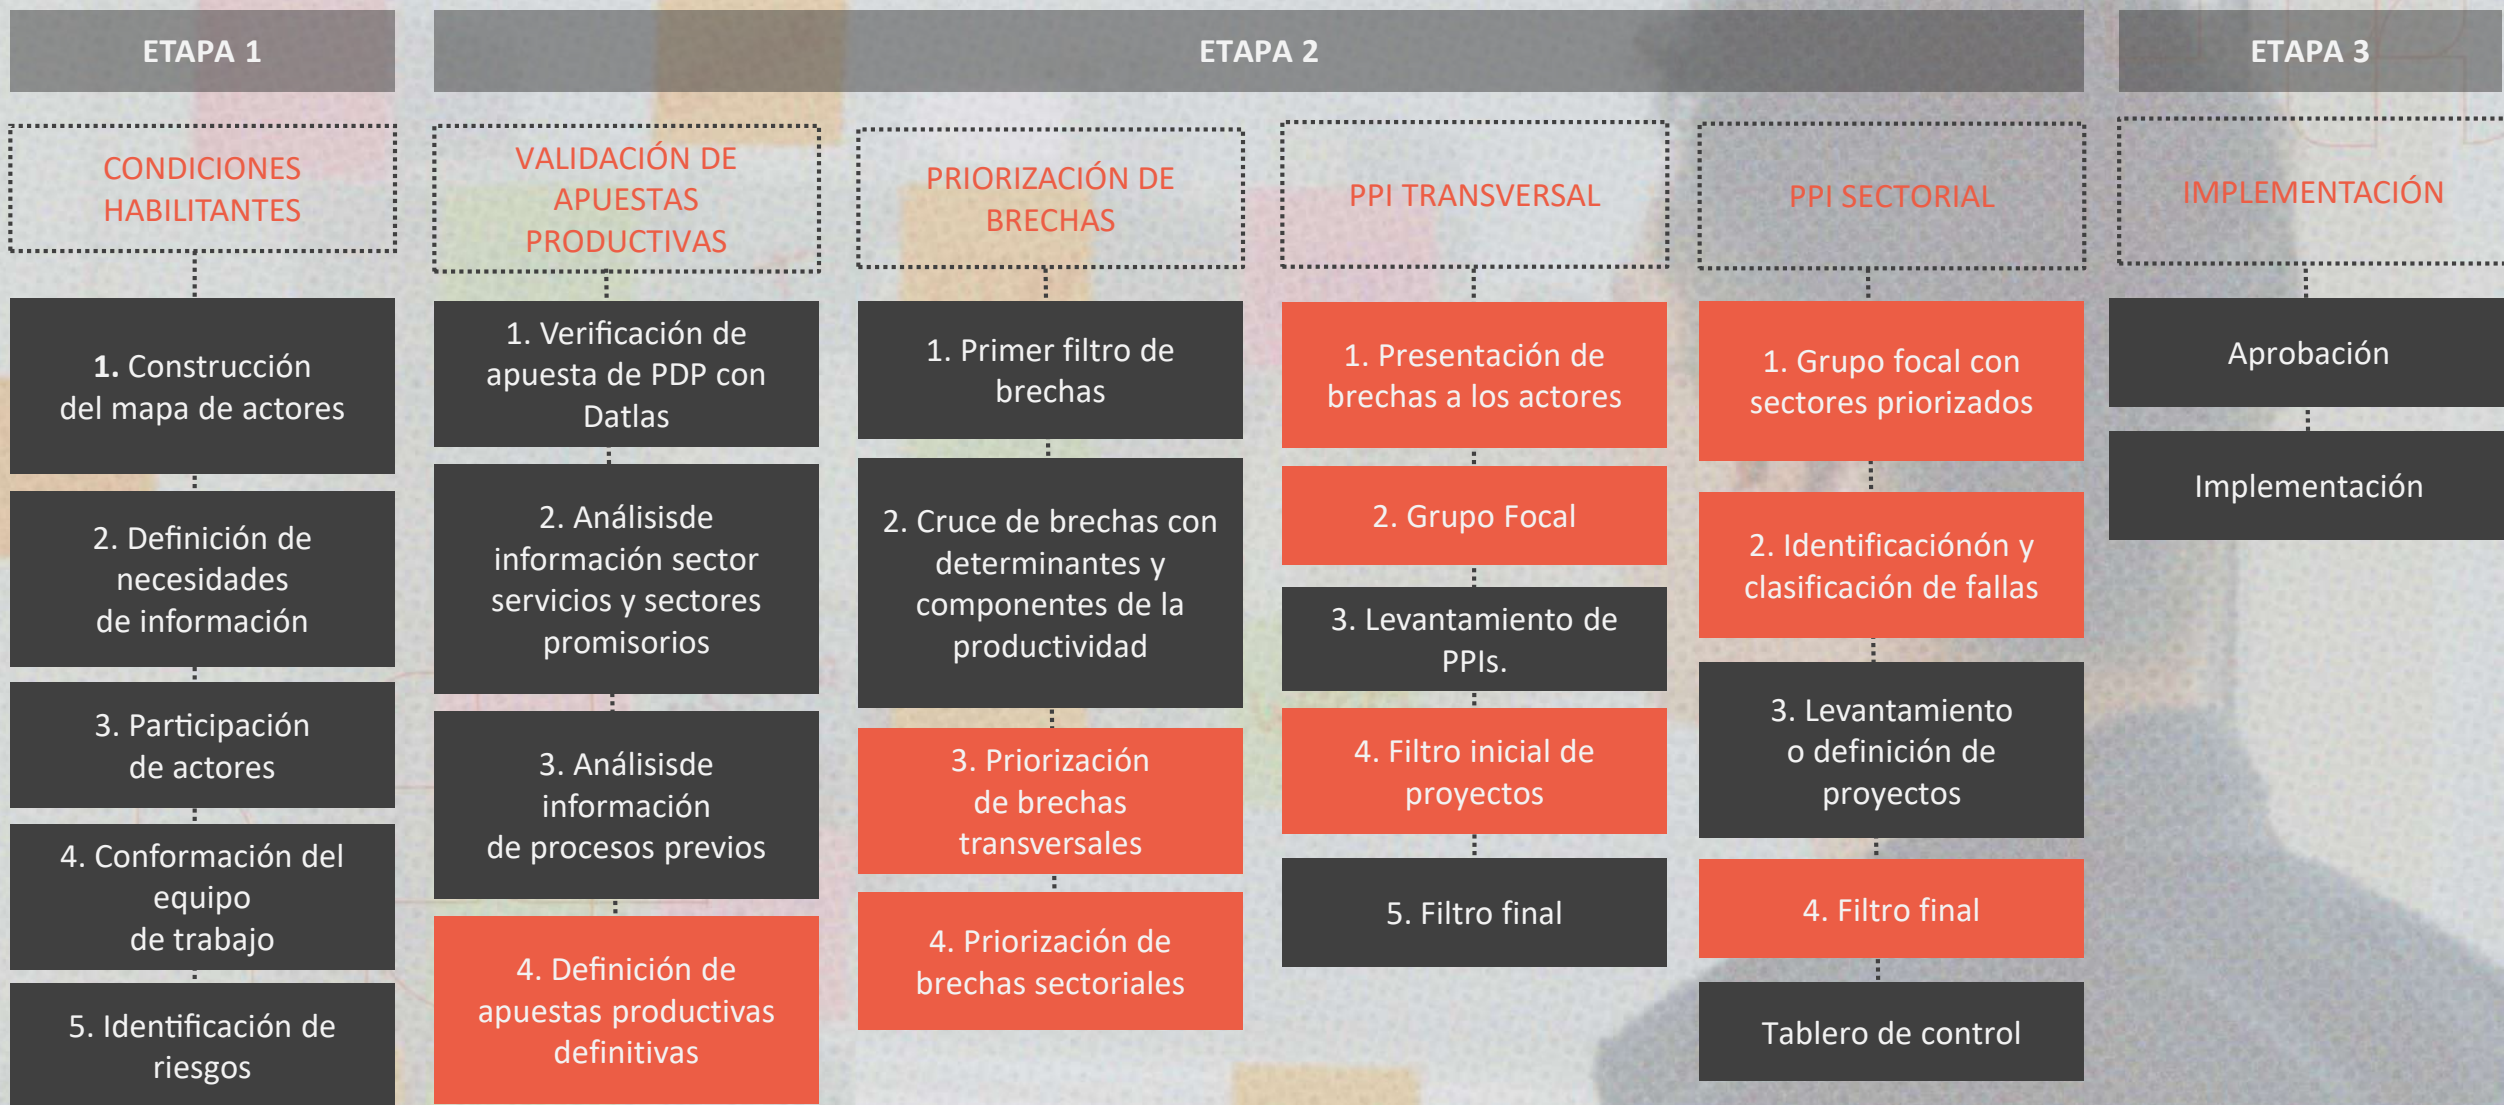 ETAPA 1
ETAPA 2
ETAPA 3
CONDICIONES
HABILITANTES
VALIDACIÓN DE
APUESTAS
PRODUCTIVAS
PRIORIZACIÓN DE
BRECHAS
PPI TRANSVERSAL
PPI SECTORIAL
IMPLEMENTACIÓN
1. Construcción
del mapa de actores
2. Definición de
necesidades
de información
3. Participación
de actores
4. Conformación del
equipo
de trabajo
5. Identificación de
riesgos
1. Verificación de
apuesta de PDP con
Datlas
2. Análisisde
información sector
servicios y sectores
promisorios
3. Análisisde
información
de procesos previos
4. Definición de
apuestas productivas
definitivas
1. Primer filtro de
brechas
2. Cruce de brechas con
determinantes y
componentes de la
productividad
3. Priorización
de brechas
transversales
4. Priorización de
brechas sectoriales
1. Presentación de
brechas a los actores
2. Grupo Focal
3. Levantamiento de
PPIs.
4. Filtro inicial de
proyectos
5. Filtro final
1. Grupo focal con
sectores priorizados
2. Identificaciónón y
clasificación de fallas
3. Levantamiento
o definición de
proyectos
4. Filtro final
Tablero de control
Aprobación
Implementación